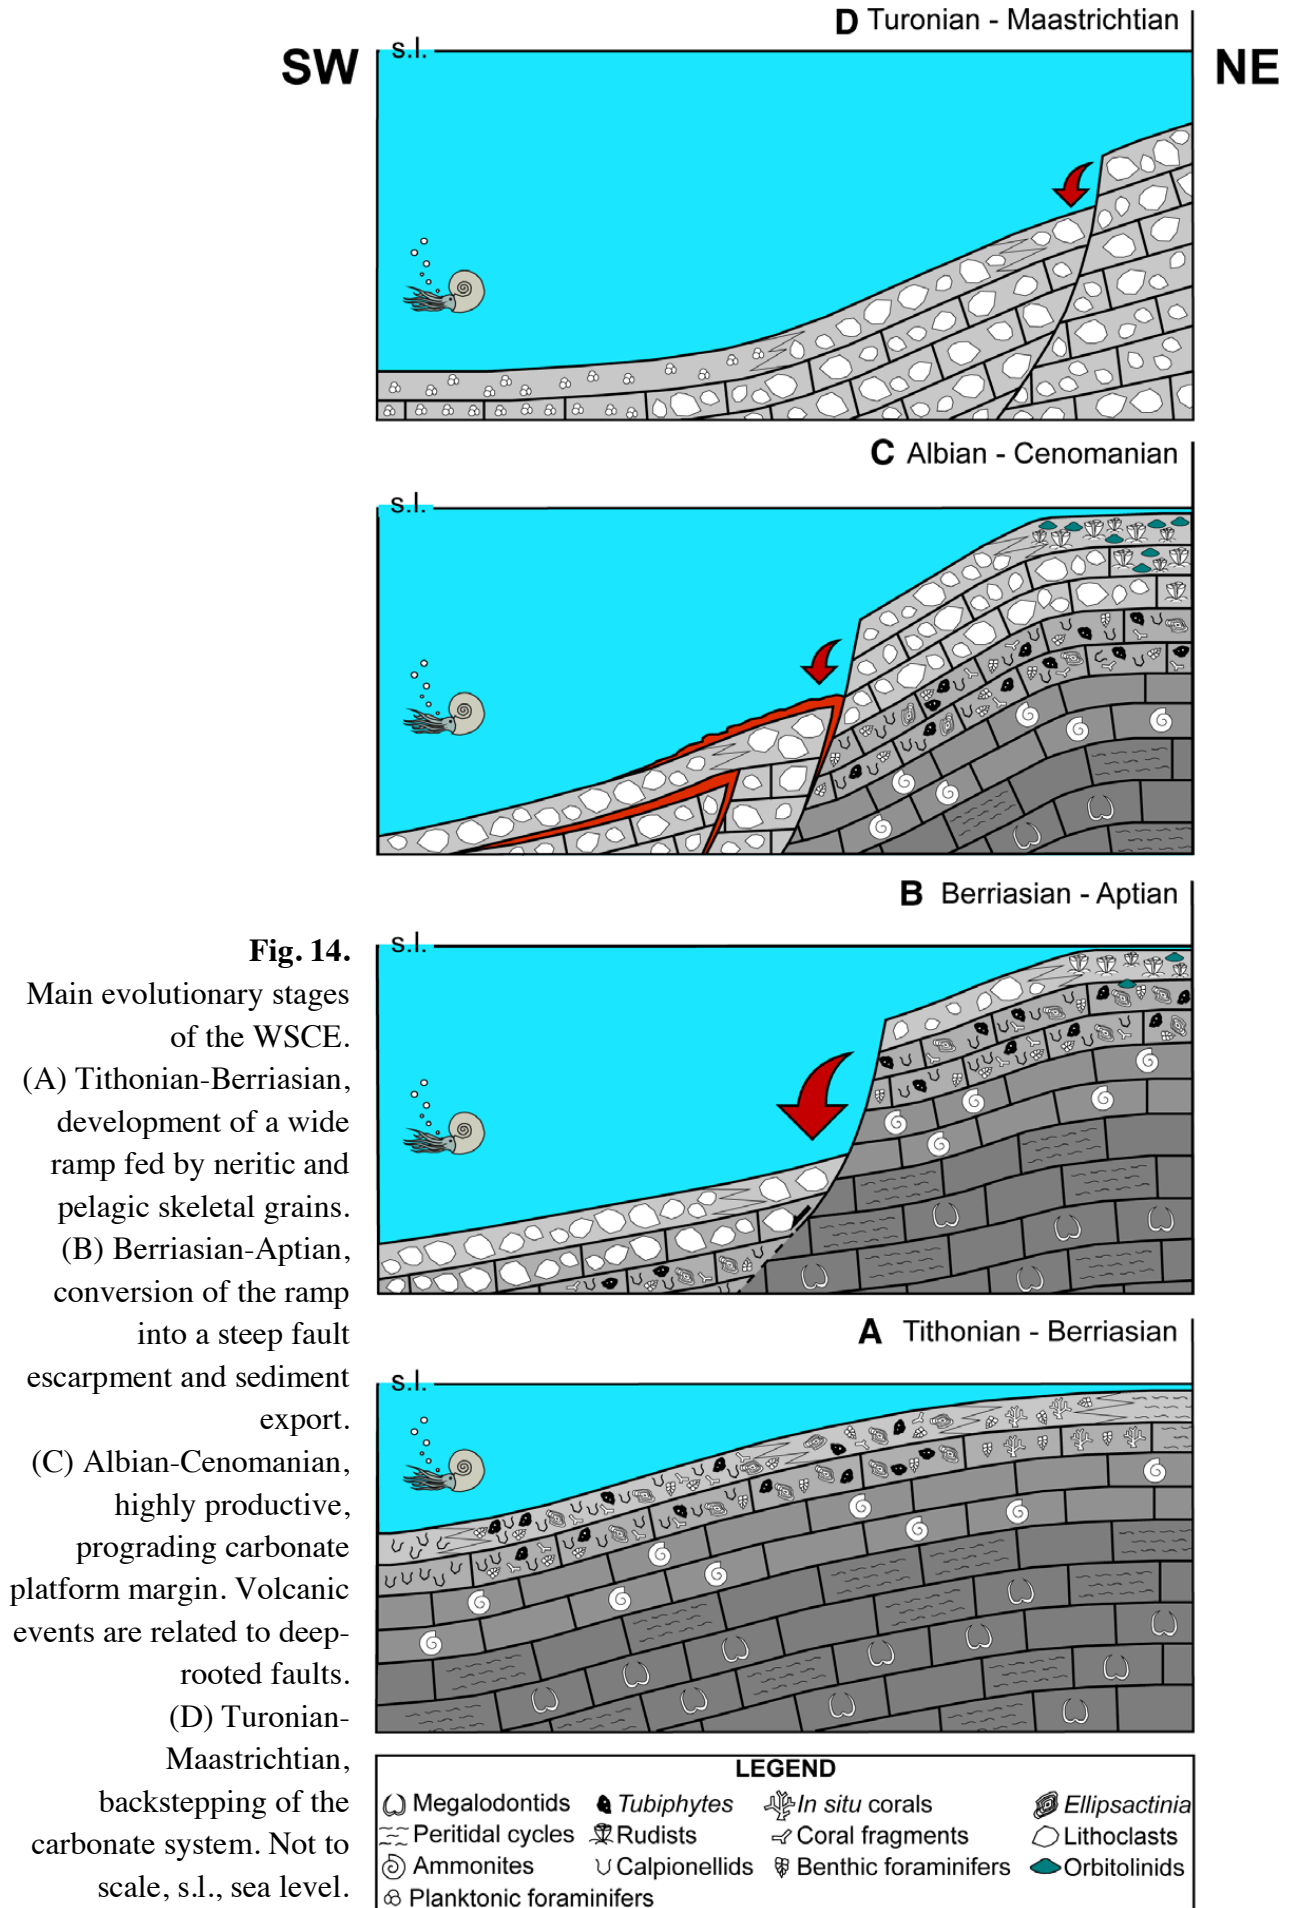 D Turonian - Maastrichtian
s.l.
SW
NE
C Albian - Cenomanian
s.l.
B Berriasian - Aptian
s.l.
A Tithonian - Berriasian
s.l.
Fig. 14.
Main evolutionary stages
of the WSCE.
(A) Tithonian-Berriasian,
development of a wide
ramp fed by neritic and
pelagic skeletal grains.
(B) Berriasian-Aptian,
conversion of the ramp
into a steep fault
escarpment and sediment
export.
(C) Albian-Cenomanian,
highly productive,
prograding carbonate
platform margin. Volcanic
events are related to deep-
rooted faults.
(D) Turonian-
Maastrichtian,
backstepping of the
carbonate system. Not to
scale, s.l., sea level.
LEGEND
Megalodontids Tubiphytes In situ corals Ellipsactinia
Peritidal cycles Rudists Coral fragments Lithoclasts
Ammonites Calpionellids Benthic foraminifers Orbitolinids
Planktonic foraminifers